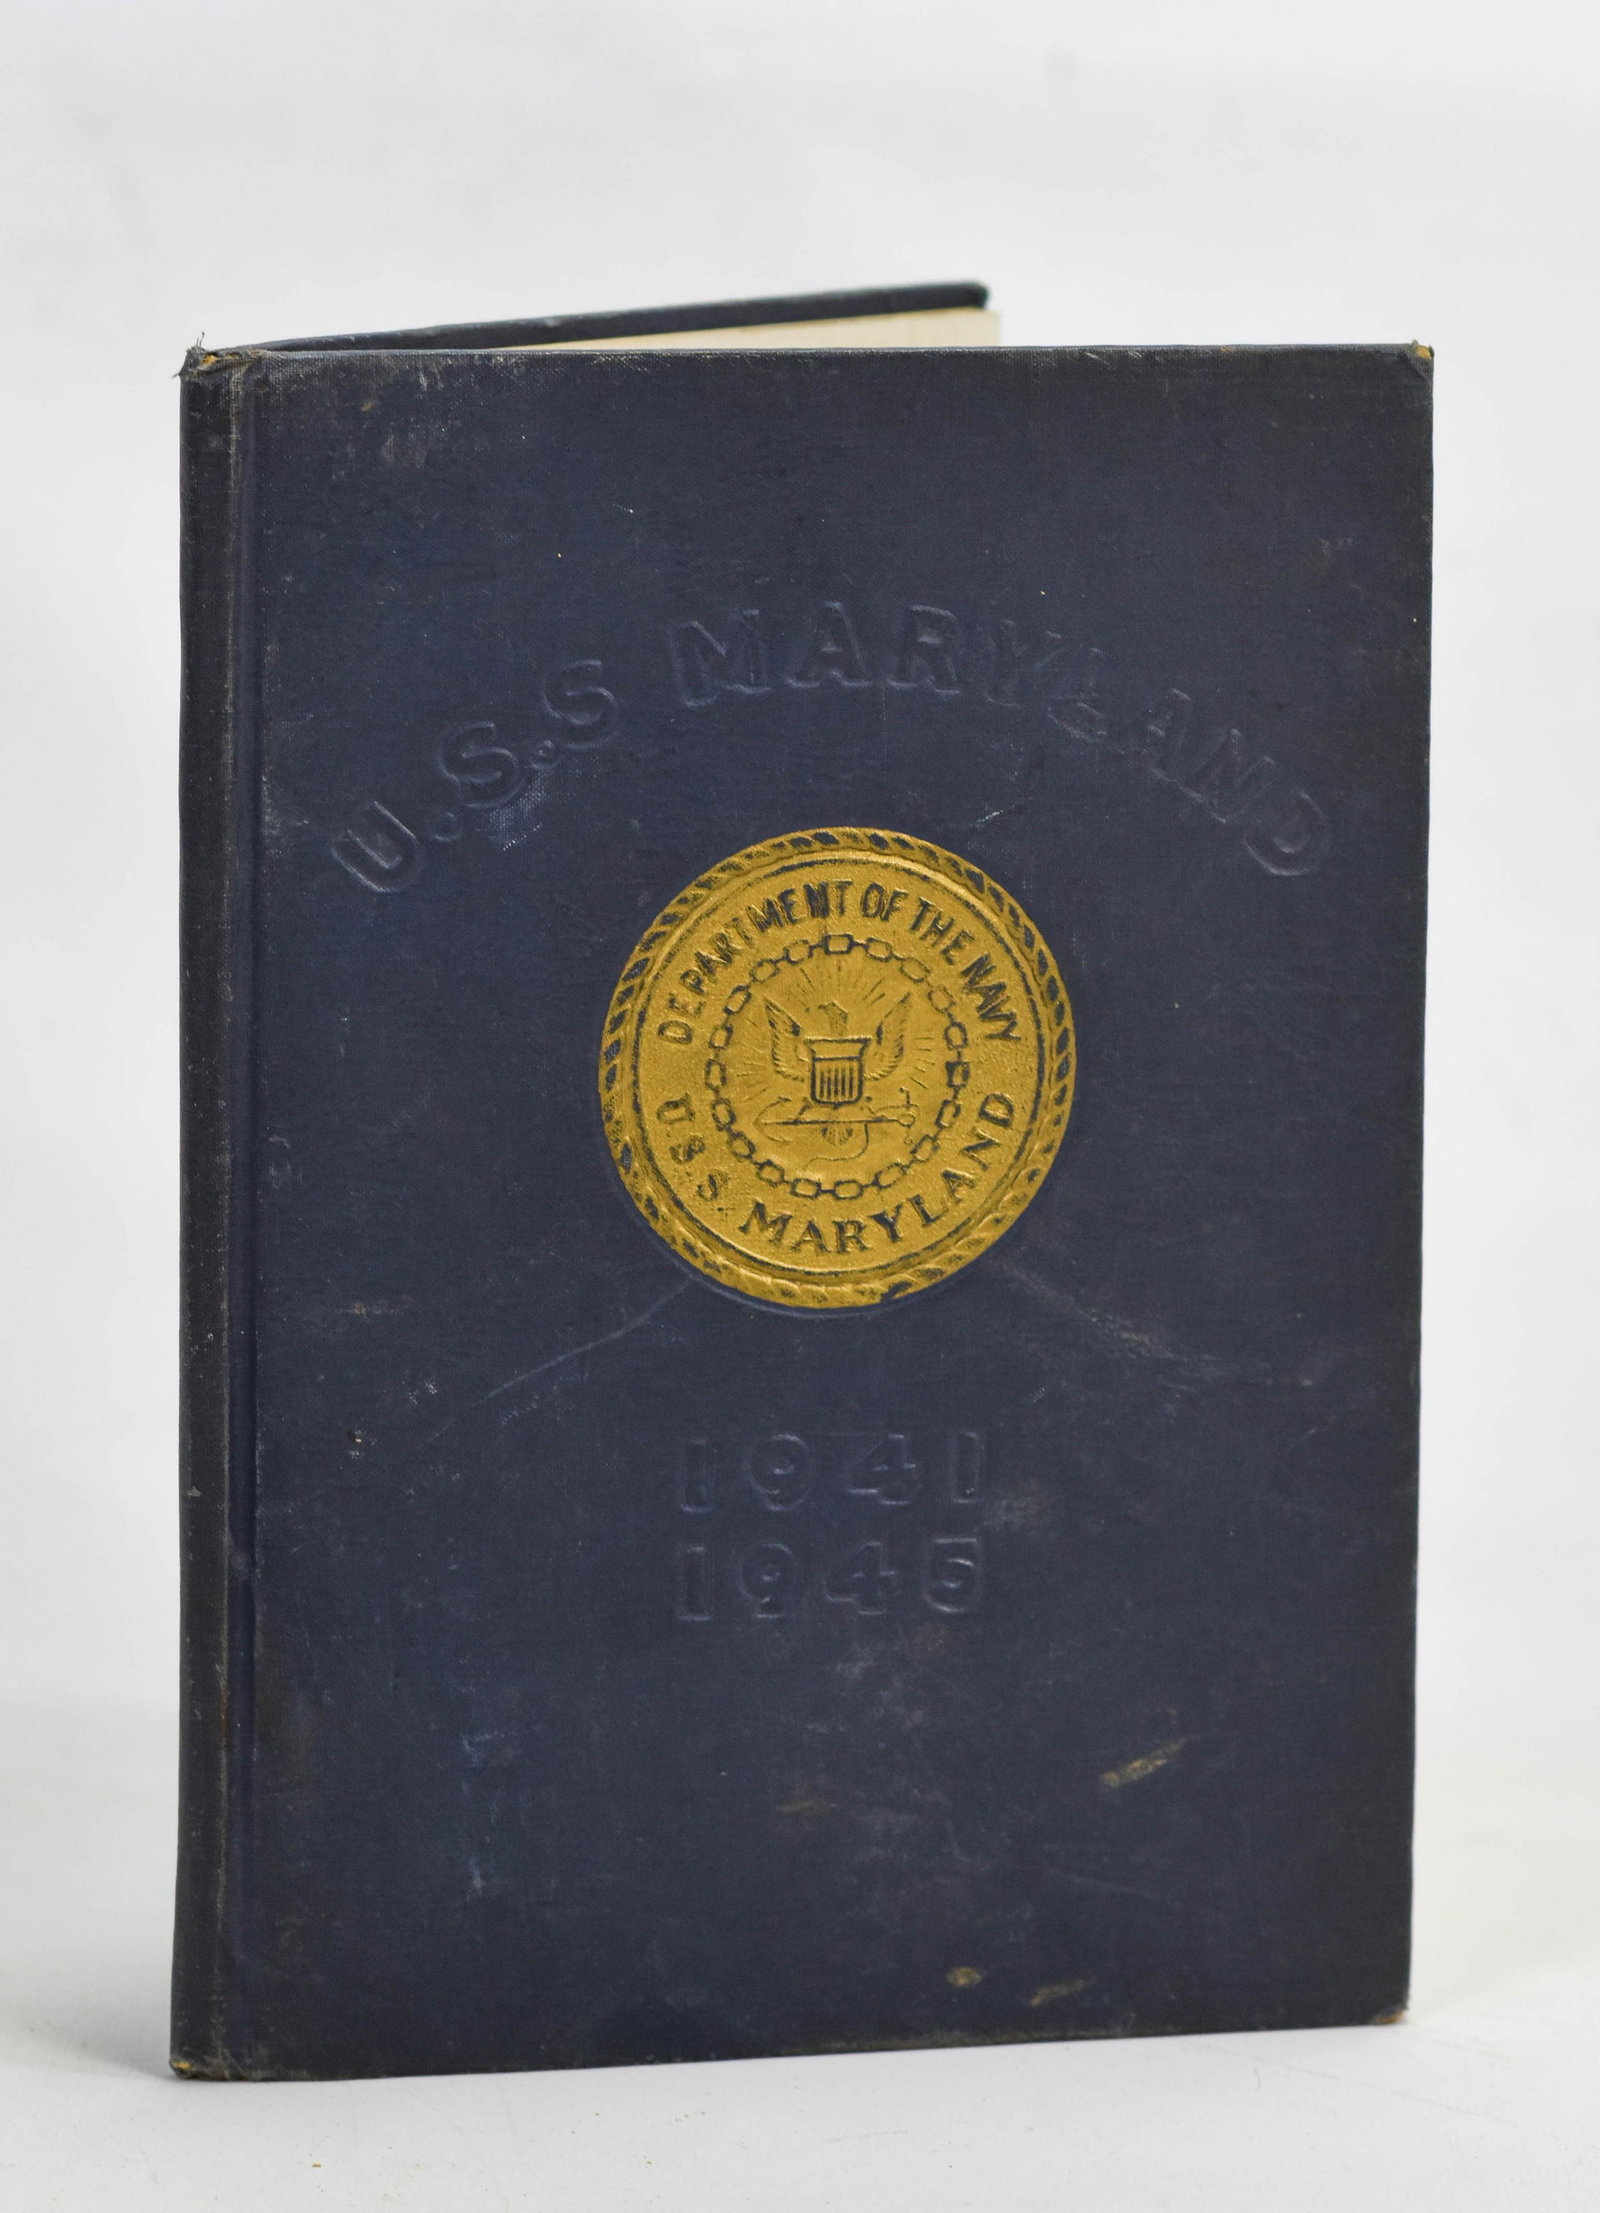 U.S.S MARYLAND
DEPARTMENT OF THE NAVY
U.S.S MARYLAND
1941
1945